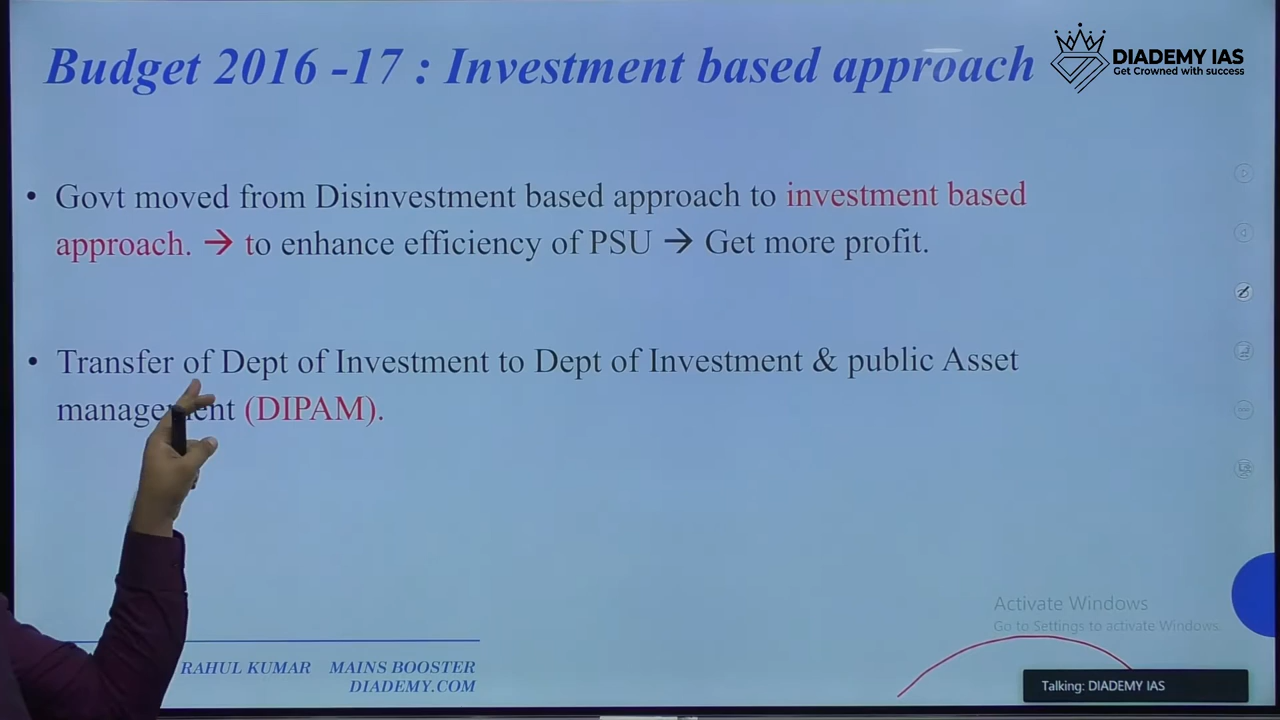 Budget 2016 -17 : Investment based approach
DIADEMY IAS
Get Crowned with success
• Govt moved from Disinvestment based approach to investment based
approach. → to enhance efficiency of PSU → Get more profit.
• Transfer of Dept of Investment to Dept of Investment & public Asset
management (DIPAM).
Activate Windows
Go to Settings to activate Windows.
RAHUL KUMAR MAINS BOOSTER
DIADEMY.COM
Talking: DIADEMY IAS